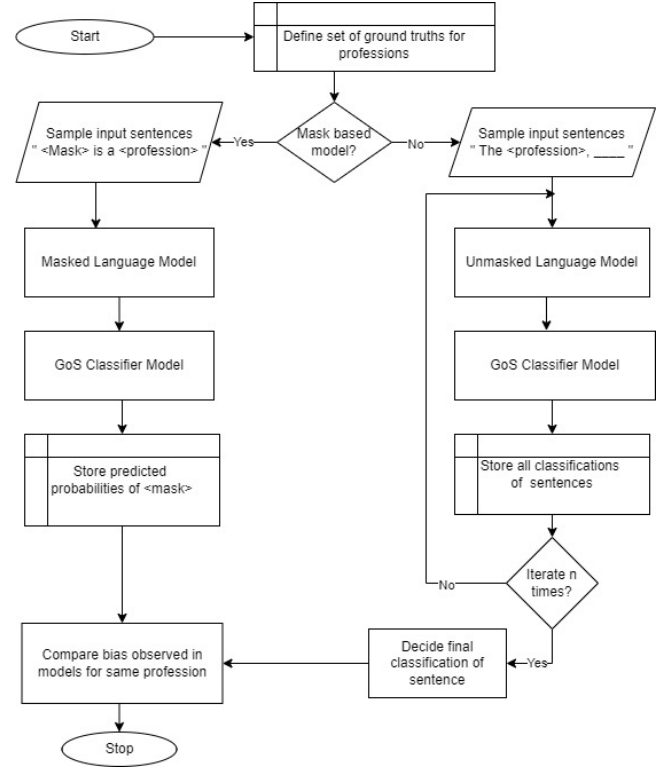 Start
Define set of ground truths for
professions
Mask based
model?
Yes
No
Sample input sentences
" <Mask> is a <profession> "
Sample input sentences
" The <profession>, ____ "
Masked Language Model
Unmasked Language Model
GoS Classifier Model
GoS Classifier Model
Store predicted
probabilities of <mask>
Store all classifications
of sentences
Iterate n
times?
No
Yes
Decide final
classification of
sentence
Compare bias observed in
models for same profession
Stop